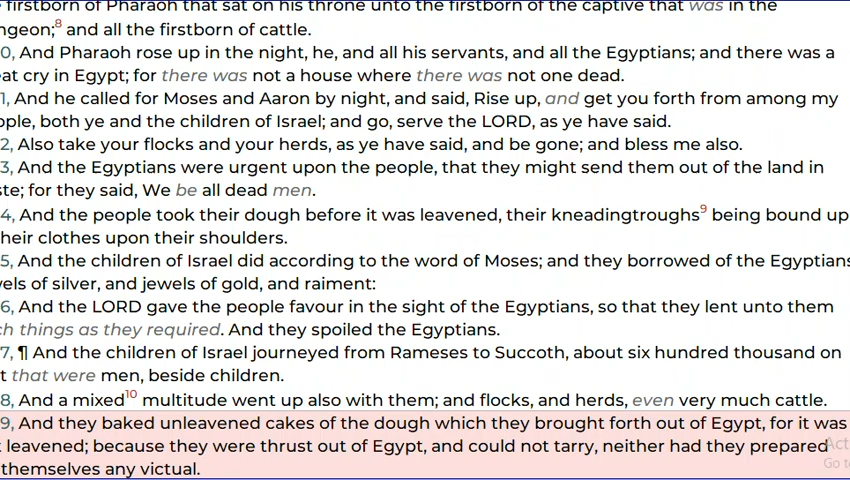 firstborn of Pharaoh that sat on his throne unto the firstborn of the captive that was in the
ngeon;8 and all the firstborn of cattle.
0, And Pharaoh rose up in the night, he, and all his servants, and all the Egyptians; and there was a
eat cry in Egypt; for there was not a house where there was not one dead.
1, And he called for Moses and Aaron by night, and said, Rise up, and get you forth from among my
ople, both ye and the children of Israel; and go, serve the LORD, as ye have said.
2, Also take your flocks and your herds, as ye have said, and be gone; and bless me also.
3, And the Egyptians were urgent upon the people, that they might send them out of the land in
ste; for they said, We be all dead men.
4, And the people took their dough before it was leavened, their kneadingtroughs9 being bound up
heir clothes upon their shoulders.
5, And the children of Israel did according to the word of Moses; and they borrowed of the Egyptians
vels of silver, and jewels of gold, and raiment:
6, And the LORD gave the people favour in the sight of the Egyptians, so that they lent unto them
ch things as they required. And they spoiled the Egyptians.
7, ¶ And the children of Israel journeyed from Rameses to Succoth, about six hundred thousand on
t that were men, beside children.
8, And a mixed10 multitude went up also with them; and flocks, and herds, even very much cattle.
9, And they baked unleavened cakes of the dough which they brought forth out of Egypt, for it was
leavened; because they were thrust out of Egypt, and could not tarry, neither had they prepared
themselves any victual.
Act
Go t